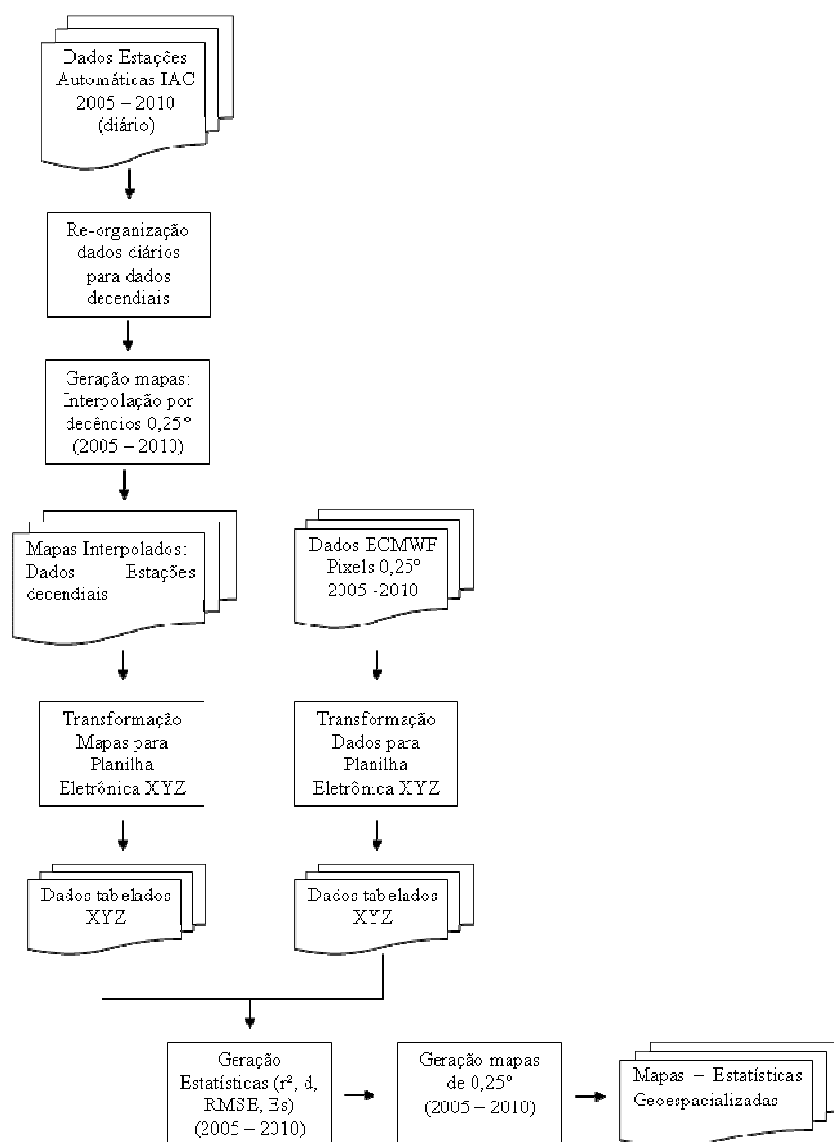 Dados Estações
Automáticas IAC
2005 – 2010
(diário)
Re-organização
dados diários
para dados
decendiais
Geração mapas:
Interpolação por
decêncios 0,25°
(2005 – 2010)
Mapas Interpolados:
Dados Estações
decendiais
Dados ECMWF
Pixels 0,25°
2005 -2010
Transformação
Mapas para
Planilha
Eletrônica XYZ
Transformação
Dados para
Planilha
Eletrônica XYZ
Dados tabelados
XYZ
Dados tabelados
XYZ
Geração
Estatísticas (r², d,
RMSE, Es)
(2005 – 2010)
Geração mapas
de 0,25°
(2005 – 2010)
Mapas – Estatísticas
Geoespacializadas